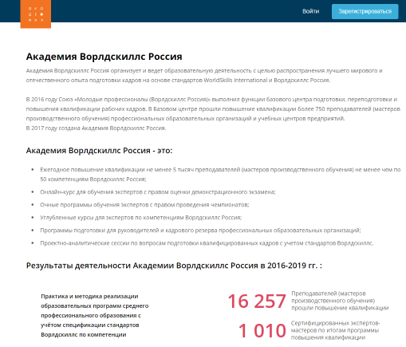 Войти
Зарегистрироваться
Академия Ворлдскиллс Россия
Академия Ворлдскиллс Россия организует и ведет образовательную деятельность с целью распространения лучшего мирового и
отечественного опыта подготовки кадров на основе стандартов WorldSkills International и Ворлдскиллс Россия.
В 2016 году Союз «Молодые профессионалы (Ворлдскиллс Россия)» выполнял функции базового центра подготовки, переподготовки и
повышения квалификации рабочих кадров. В Базовом центре прошли повышение квалификации более 750 преподавателей (мастеров
производственного обучения) профессиональных образовательных организаций и учебных центров предприятий.
В 2017 году создана Академия Ворлдскиллс Россия.
Академия Ворлдскиллс Россия - это:
Ежегодное повышение квалификации не менее 5 тысяч преподавателей (мастеров производственного обучения) не менее чем по
50 компетенциям Ворлдскиллс Россия;
Онлайн-курс для обучения экспертов с правом оценки демонстрационного экзамена;
Очные программы обучения экспертов с правом проведения чемпионатов;
Углубленные курсы для экспертов по компетенциям Ворлдскиллс Россия;
Программы подготовки для руководителей и кадрового резерва профессиональных образовательных организаций;
Проектно-аналитические сессии по вопросам подготовки квалифицированных кадров с учетом стандартов Ворлдскиллс.
Результаты деятельности Академии Ворлдскиллс Россия в 2016-2019 гг. :
Практика и методика реализации
образовательных программ среднего
профессионального образования с
учётом спецификации стандартов
Ворлдскиллс по компетенции
16 257
Преподавателей (мастеров
производственного обучения)
прошли повышение квалификации
1 010
Сертифицированных экспертов-
мастеров по итогам программы
повышения квалификации